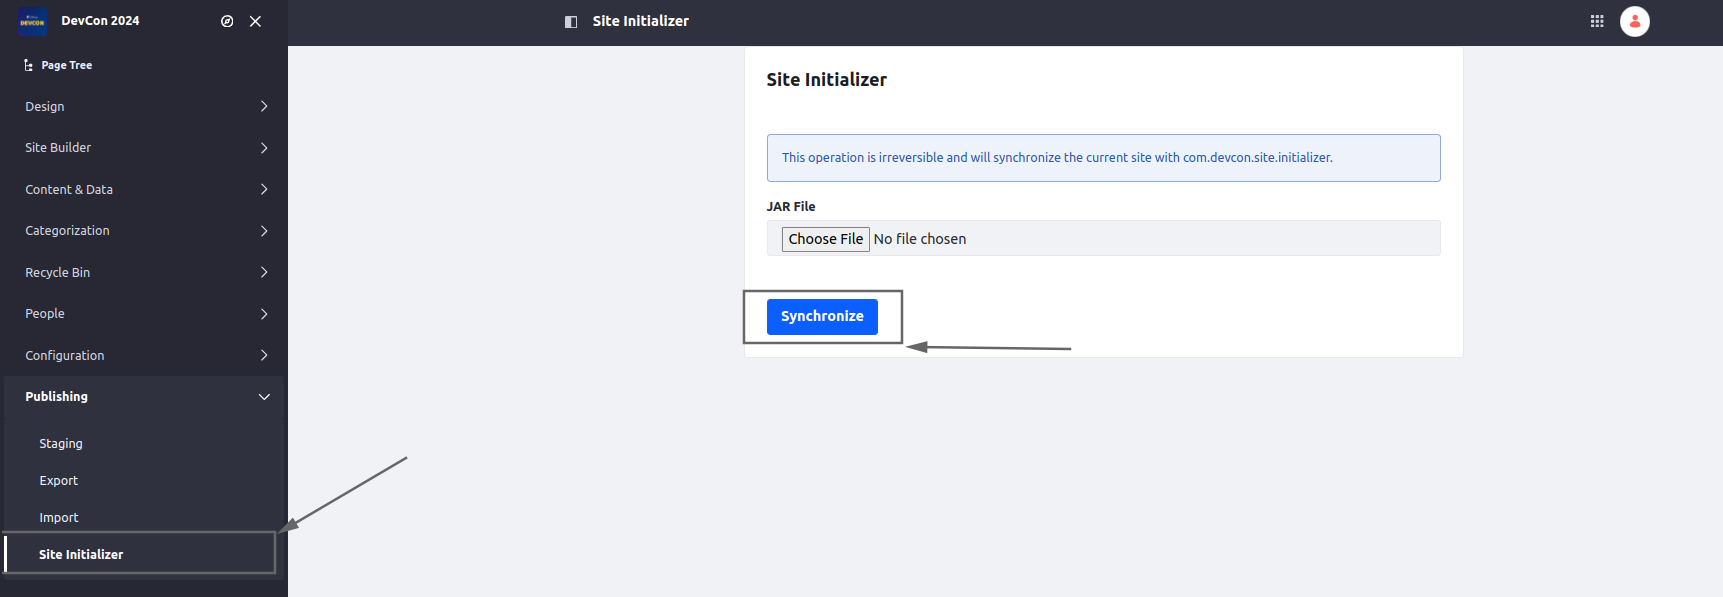 DevCon 2024
Site Initializer
DEVCON
Page Tree
Design
Site Builder
Content & Data
Categorization
Recycle Bin
People
Configuration
Publishing
Staging
Export
Import
Site Initializer
Site Initializer
This operation is irreversible and will synchronize the current site with com.devcon.site.initializer.
JAR File
Choose File No file chosen
Synchronize